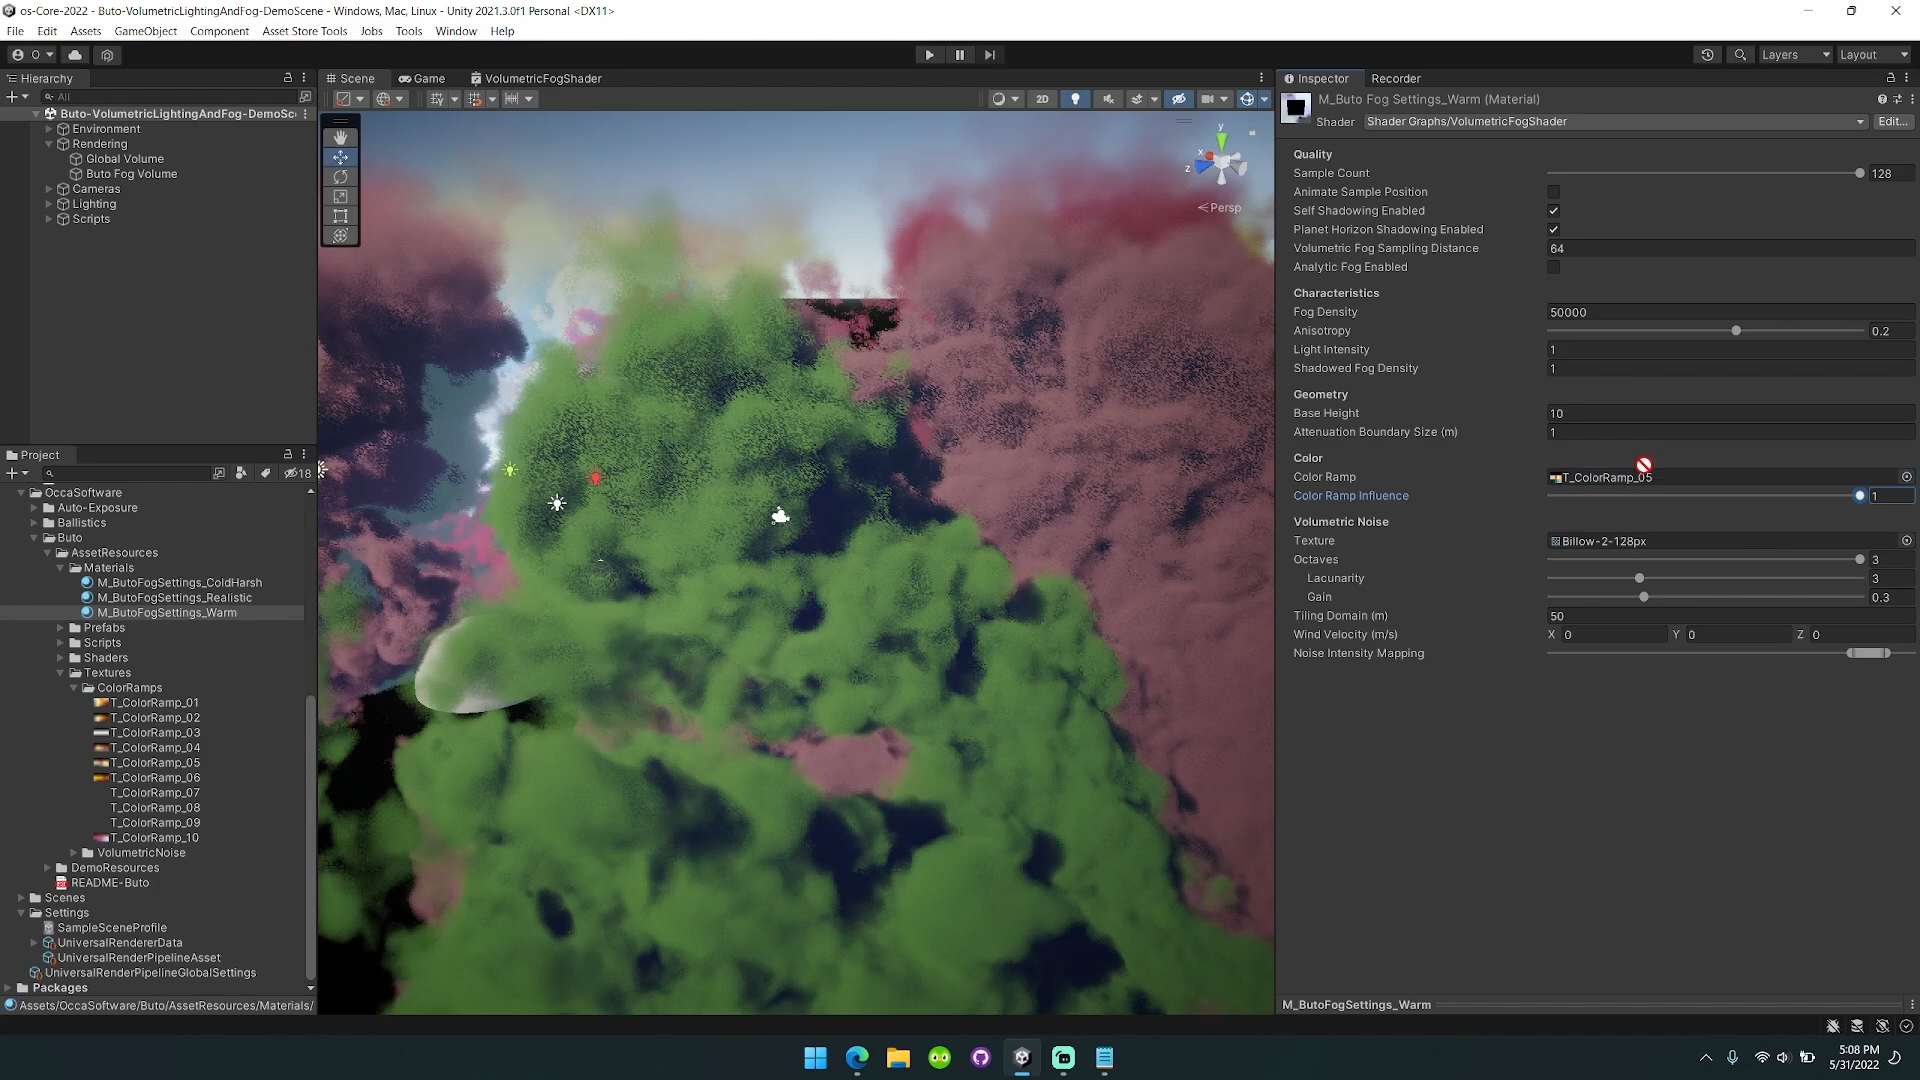 os-Core-2022 - Buto-VolumetricLightingAndFog-DemoScene - Windows, Mac, Linux - Unity 2021.3.0f1 Personal <DX11>
File Edit Assets GameObject Component Asset Store Tools Jobs Tools Window Help
O Layers Layout
Hierarchy
All
Buto-VolumetricLightingAndFog-DemoSc
Environment
Rendering
Global Volume
Buto Fog Volume
Cameras
Lighting
Scripts
Scene Game VolumetricFogShader
2D
y
x
z
Persp
Project
18
OccaSoftware
Auto-Exposure
Ballistics
Buto
AssetResources
Materials
M_ButoFogSettings_ColdHarsh
M_ButoFogSettings_Realistic
M_ButoFogSettings_Warm
Prefabs
Scripts
Shaders
Textures
ColorRamps
T_ColorRamp_01
T_ColorRamp_02
T_ColorRamp_03
T_ColorRamp_04
T_ColorRamp_05
T_ColorRamp_06
T_ColorRamp_07
T_ColorRamp_08
T_ColorRamp_09
T_ColorRamp_10
VolumetricNoise
DemoResources
README-Buto
Scenes
Settings
SampleSceneProfile
UniversalRendererData
UniversalRenderPipelineAsset
UniversalRenderPipelineGlobalSettings
Packages
Assets/OccaSoftware/Buto/AssetResources/Materials/
Inspector Recorder
M_Buto Fog Settings_Warm (Material)
Shader Shader Graphs/VolumetricFogShader Edit...
Quality
Sample Count 128
Animate Sample Position
Self Shadowing Enabled
Planet Horizon Shadowing Enabled
Volumetric Fog Sampling Distance 64
Analytic Fog Enabled
Characteristics
Fog Density 50000
Anisotropy 0.2
Light Intensity 1
Shadowed Fog Density 1
Geometry
Base Height 10
Attenuation Boundary Size (m) 1
Color
Color Ramp T_ColorRamp_05
Color Ramp Influence 1
Volumetric Noise
Texture Billow-2-128px
Octaves 3
Lacunarity 3
Gain 0.3
Tiling Domain (m) 50
Wind Velocity (m/s) X 0 Y 0 Z 0
Noise Intensity Mapping
M_ButoFogSettings_Warm
5:08 PM
5/31/2022